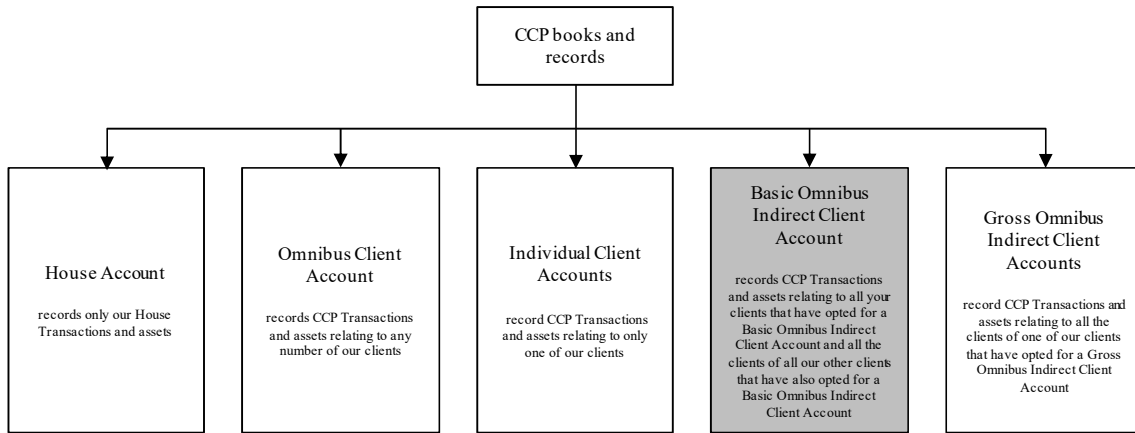 CCP books and
records
House Account
records only our House
Transactions and assets
Omnibus Client
Account
records CCP Transactions
and assets relating to any
number of our clients
Individual Client
Accounts
record CCP Transactions
and assets relating to only
one of our clients
Basic Omnibus
Indirect Client
Account
records CCP Transactions
and assets relating to all your
clients that have opted for a
Basic Omnibus Indirect
Client Account and all the
clients of all our other clients
that have also opted for a
Basic Omnibus Indirect
Client Account
Gross Omnibus
Indirect Client
Accounts
record CCP Transactions and
assets relating to all the
clients of one of our clients
that have opted for a Gross
Omnibus Indirect Client
Account